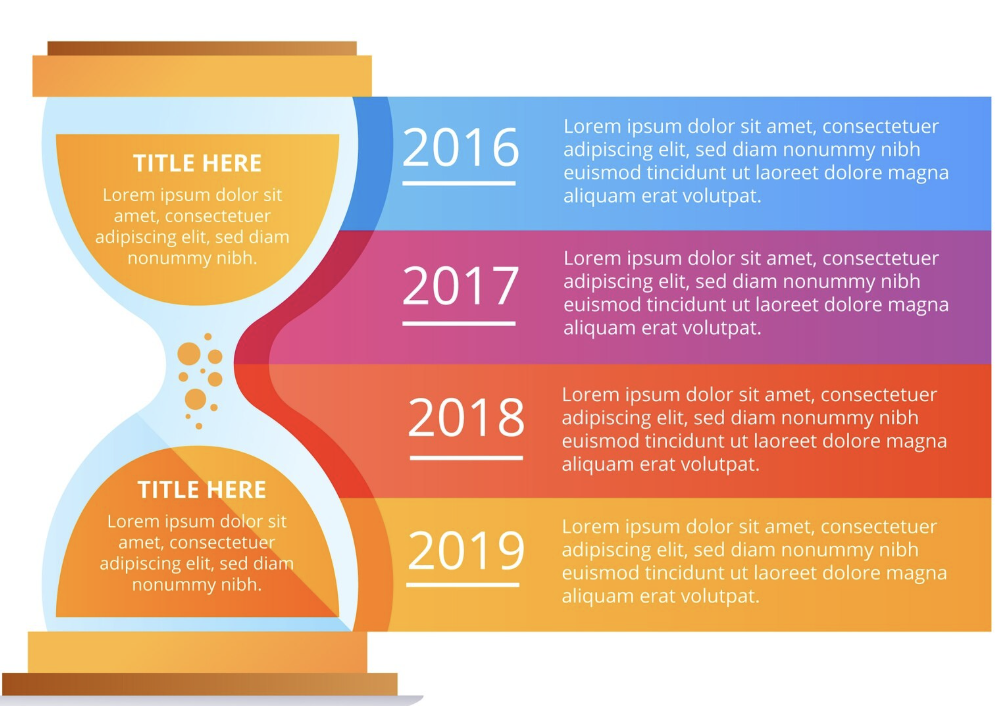 TITLE HERE
Lorem ipsum dolor sit
amet, consectetuer
adipiscing elit, sed diam
nonummy nibh.
TITLE HERE
Lorem ipsum dolor sit
amet, consectetuer
adipiscing elit, sed diam
nonummy nibh.
2016
Lorem ipsum dolor sit amet, consectetuer
adipiscing elit, sed diam nonummy nibh
euismod tincidunt ut laoreet dolore magna
aliquam erat volutpat.
2017
Lorem ipsum dolor sit amet, consectetuer
adipiscing elit, sed diam nonummy nibh
euismod tincidunt ut laoreet dolore magna
aliquam erat volutpat.
2018
Lorem ipsum dolor sit amet, consectetuer
adipiscing elit, sed diam nonummy nibh
euismod tincidunt ut laoreet dolore magna
aliquam erat volutpat.
2019
Lorem ipsum dolor sit amet, consectetuer
adipiscing elit, sed diam nonummy nibh
euismod tincidunt ut laoreet dolore magna
aliquam erat volutpat.